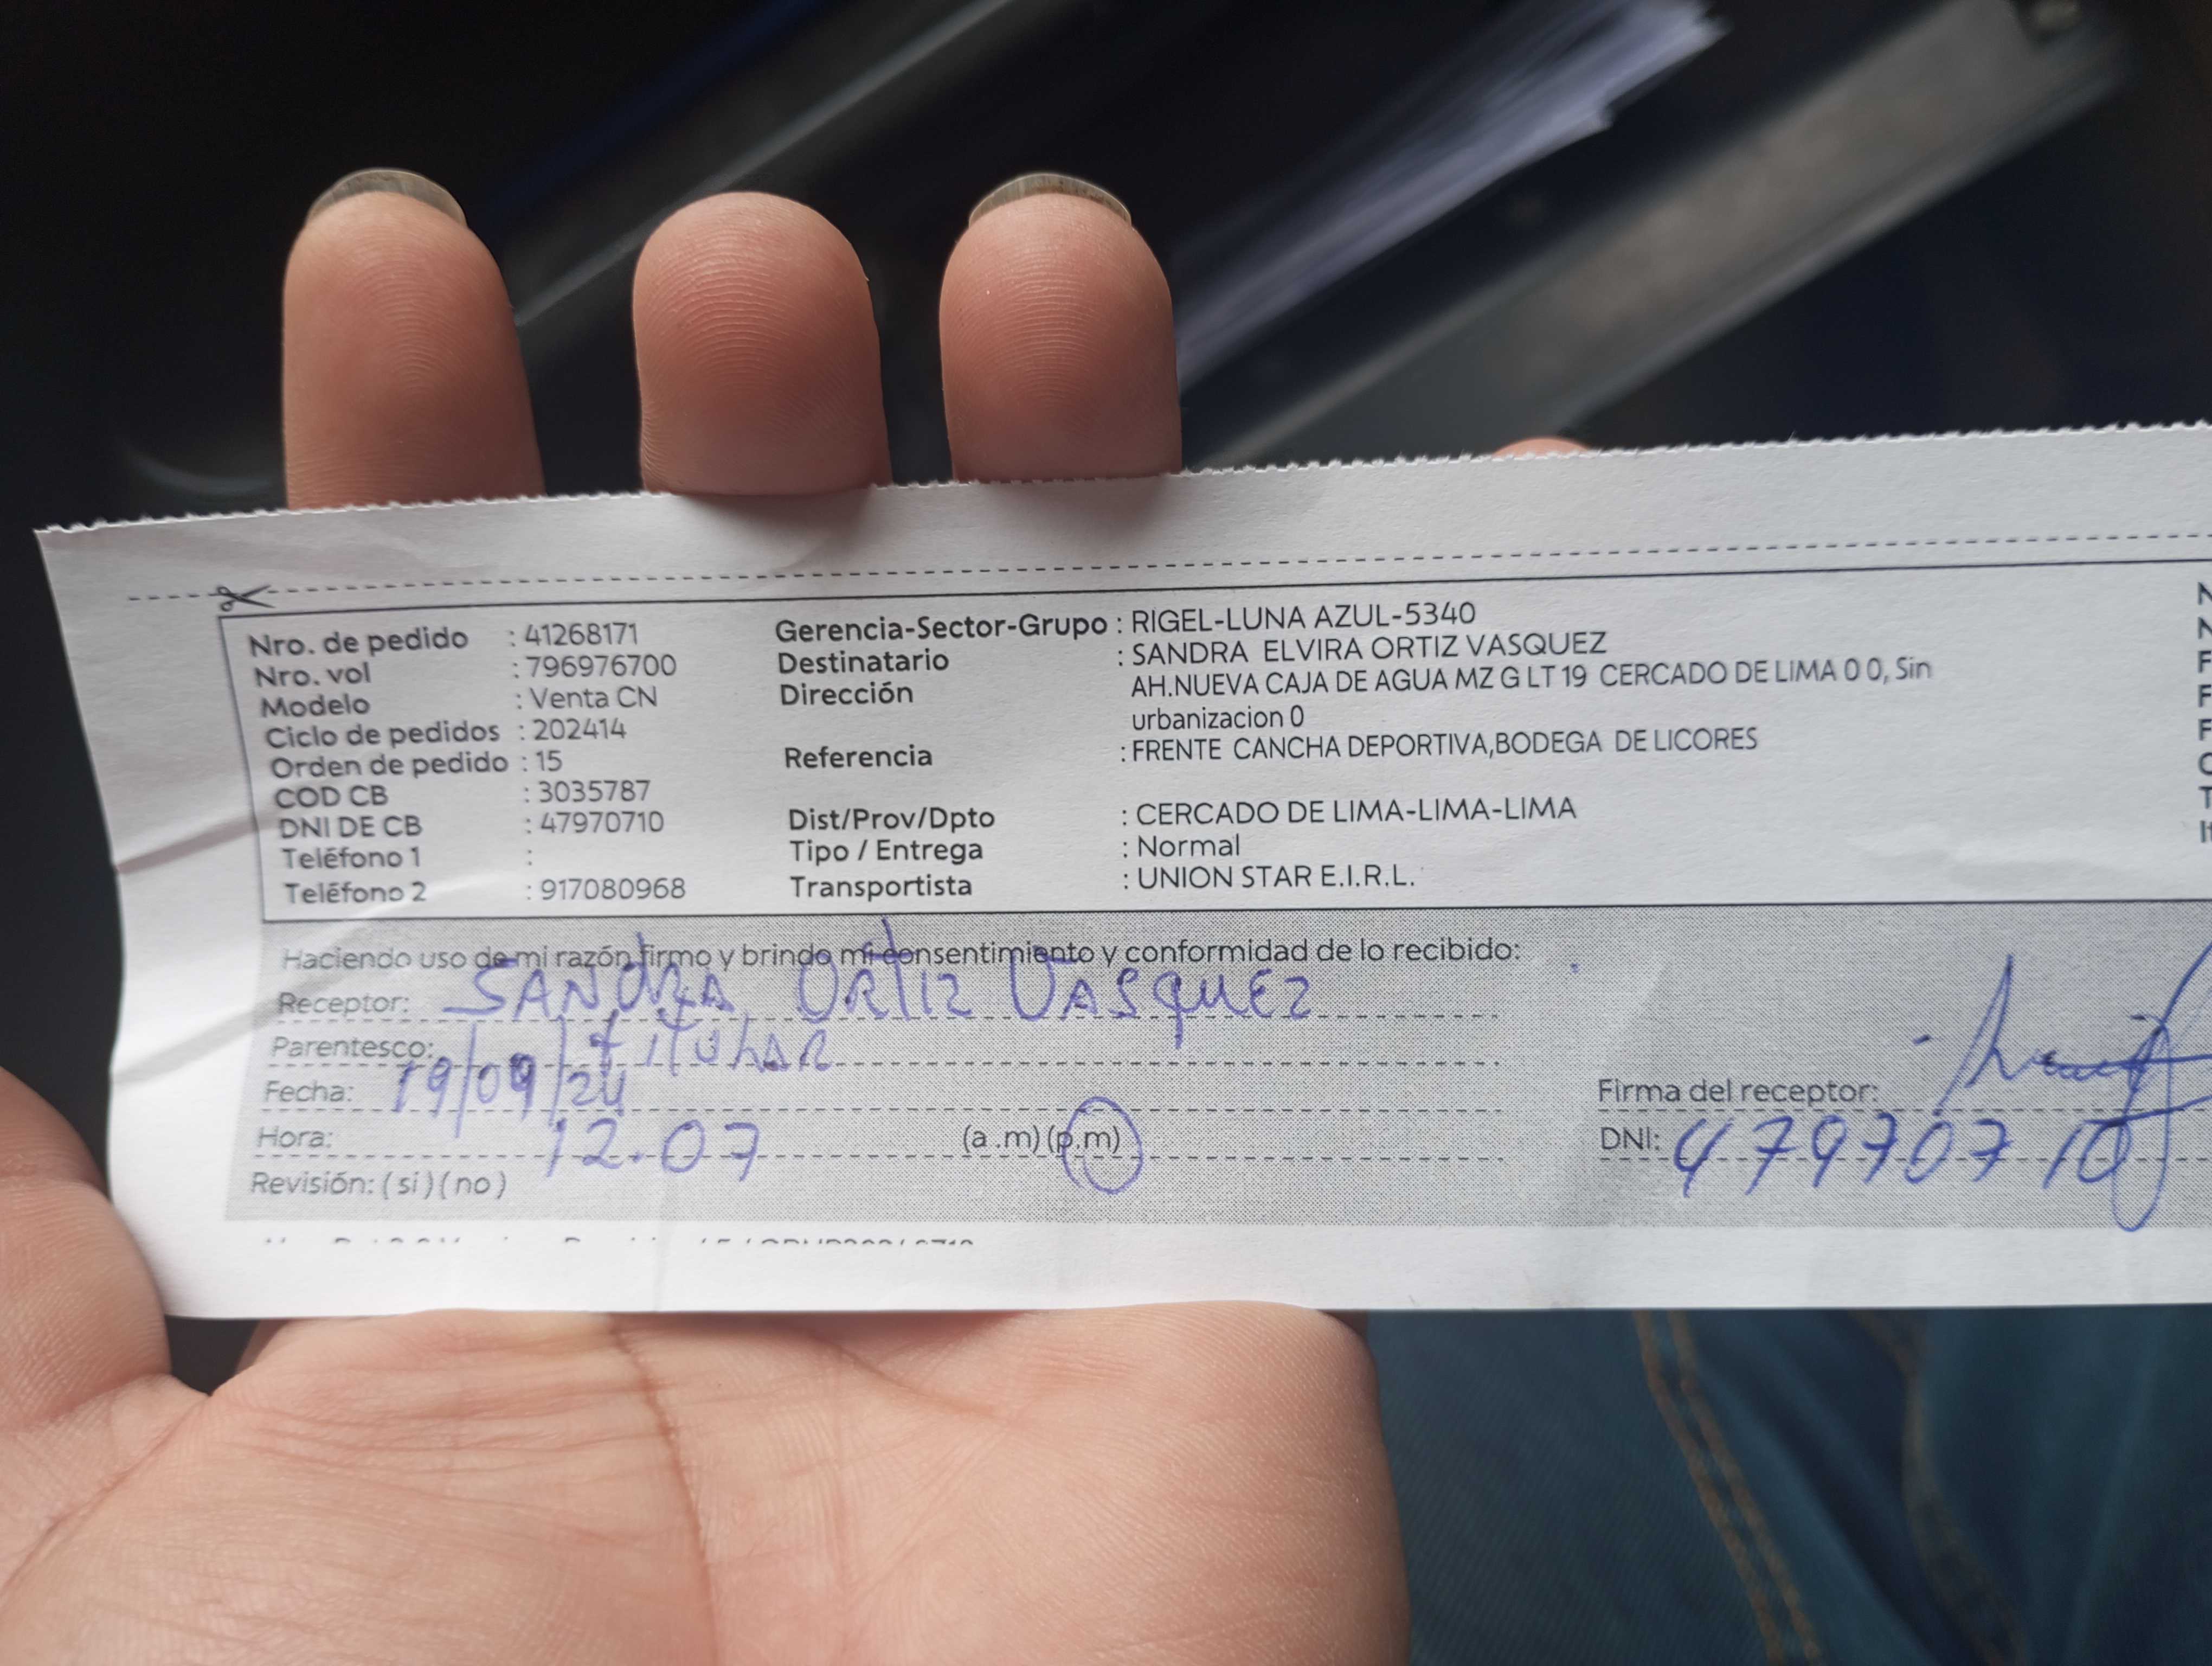 Nro. de pedido : 41268171
Nro. vol : 796976700
Modelo : Venta CN
Ciclo de pedidos : 202414
Orden de pedido : 15
COD CB : 3035787
DNI DE CB : 47970710
Teléfono 1 :
Teléfono 2 : 917080968
Gerencia-Sector-Grupo : RIGEL-LUNA AZUL-5340
Destinatario : SANDRA ELVIRA ORTIZ VASQUEZ
Dirección AH.NUEVA CAJA DE AGUA MZ G LT 19 CERCADO DE LIMA 0 0, Sin
urbanizacion 0
Referencia : FRENTE CANCHA DEPORTIVA,BODEGA DE LICORES
Dist/Prov/Dpto : CERCADO DE LIMA-LIMA-LIMA
Tipo / Entrega : Normal
Transportista : UNION STAR E.I.R.L.
Haciendo uso de mi razón firmo y brindo mi consentimiento y conformidad de lo recibido:
Receptor: SANdRA ORTIZ VASQUEZ
Parentesco: tITULAR
Fecha: 19/09/24
Hora: 12.07 (a .m) (p.m)
Revisión: ( si ) ( no )
Firma del receptor:
DNI: 47970710